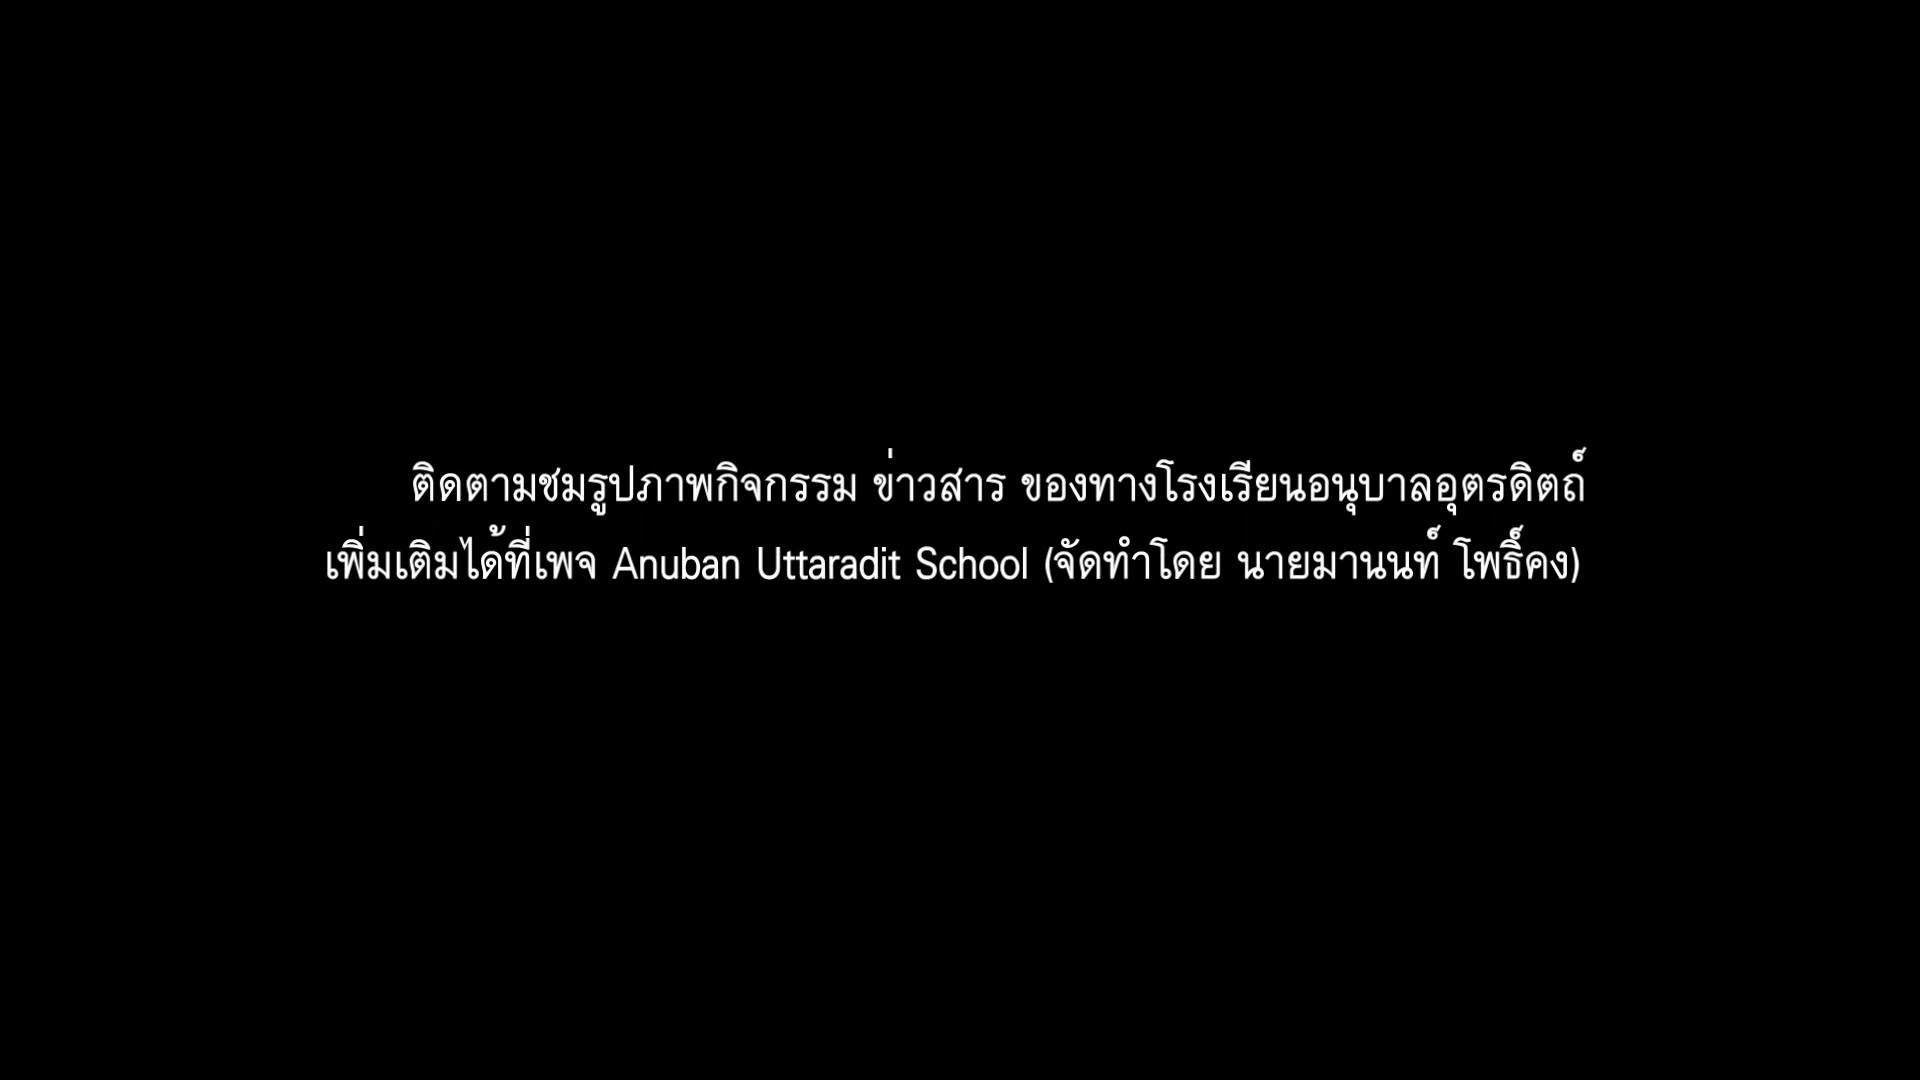 ติดตามชมรูปภาพกิจกรรม ข่าวสาร ของทางโรงเรียนอนุบาลอุตรดิตถ์
เพิ่มเติมได้ที่เพจ Anuban Uttaradit School (จัดทำโดย นายมานนท์ โพธิ์คง)